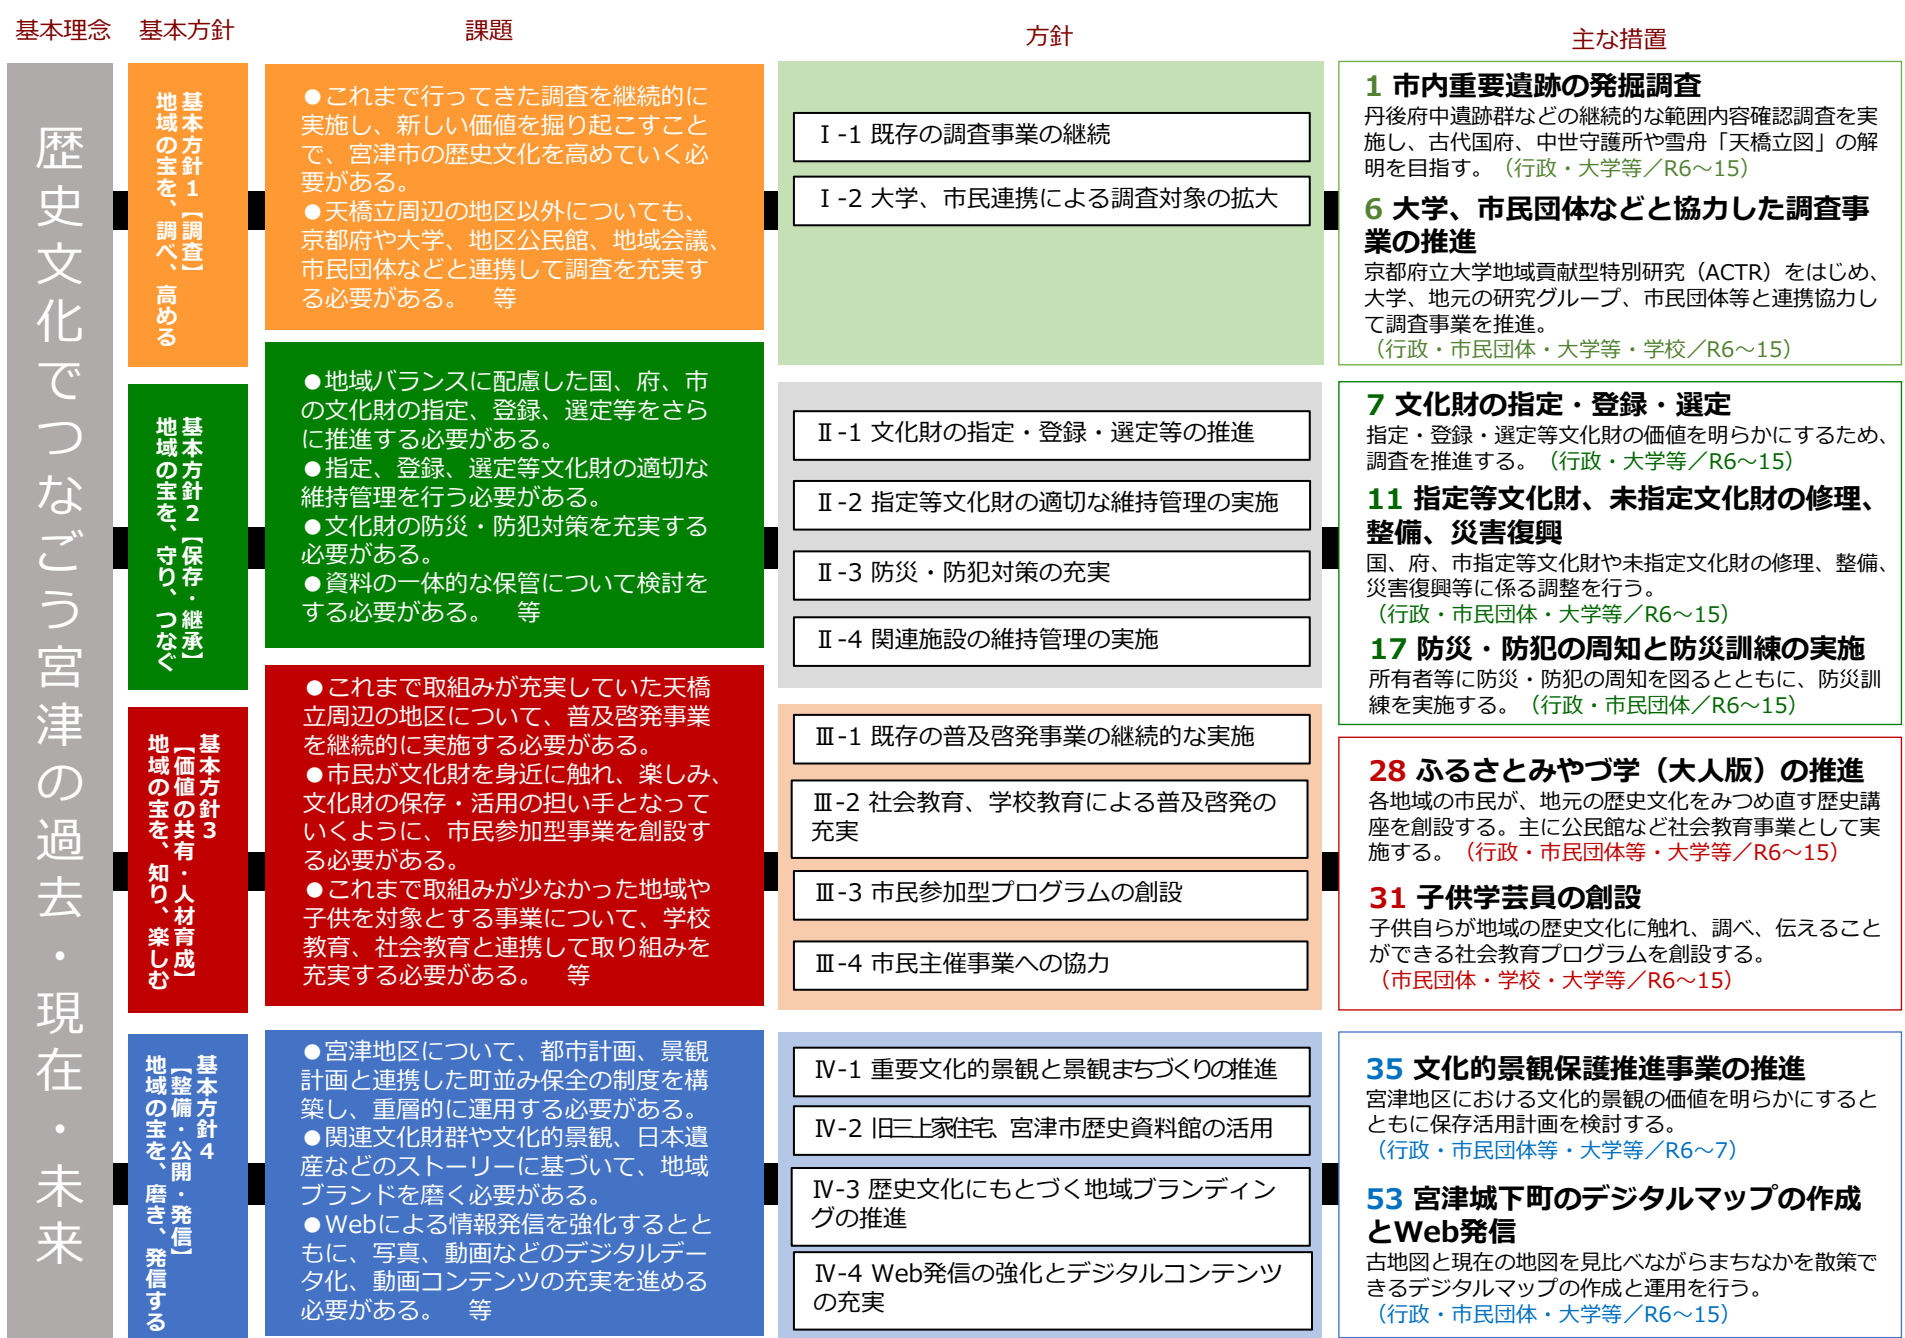 基本理念
基本方針
課題
方針
主な措置
歴史文化でつなごう宮津の過去・現在・未来
基本方針1【調査】
地域の宝を、調べ、高める
●これまで行ってきた調査を継続的に
実施し、新しい価値を掘り起こすこと
で、宮津市の歴史文化を高めていく必
要がある。
●天橋立周辺の地区以外についても、
京都府や大学、地区公民館、地域会議、
市民団体などと連携して調査を充実す
る必要がある。　等
Ⅰ-1 既存の調査事業の継続
Ⅰ-2 大学、市民連携による調査対象の拡大
1 市内重要遺跡の発掘調査
丹後府中遺跡群などの継続的な範囲内容確認調査を実
施し、古代国府、中世守護所や雪舟「天橋立図」の解
明を目指す。（行政・大学等／R6～15）
6 大学、市民団体などと協力した調査事
業の推進
京都府立大学地域貢献型特別研究（ACTR）をはじめ、
大学、地元の研究グループ、市民団体等と連携協力し
て調査事業を推進。
（行政・市民団体・大学等・学校／R6～15）
基本方針2【保存・継承】
地域の宝を、守り、つなぐ
●地域バランスに配慮した国、府、市
の文化財の指定、登録、選定等をさら
に推進する必要がある。
●指定、登録、選定等文化財の適切な
維持管理を行う必要がある。
●文化財の防災・防犯対策を充実する
必要がある。
●資料の一体的な保管について検討を
する必要がある。　等
Ⅱ-1 文化財の指定・登録・選定等の推進
Ⅱ-2 指定等文化財の適切な維持管理の実施
Ⅱ-3 防災・防犯対策の充実
Ⅱ-4 関連施設の維持管理の実施
7 文化財の指定・登録・選定
指定・登録・選定等文化財の価値を明らかにするため、
調査を推進する。（行政・大学等／R6～15）
11 指定等文化財、未指定文化財の修理、
整備、災害復興
国、府、市指定等文化財や未指定文化財の修理、整備、
災害復興等に係る調整を行う。
（行政・市民団体・大学等／R6～15）
17 防災・防犯の周知と防災訓練の実施
所有者等に防災・防犯の周知を図るとともに、防災訓
練を実施する。（行政・市民団体／R6～15）
基本方針3
【価値の共有・人材育成】
地域の宝を、知り、楽しむ
●これまで取組みが充実していた天橋
立周辺の地区について、普及啓発事業
を継続的に実施する必要がある。
●市民が文化財を身近に触れ、楽しみ、
文化財の保存・活用の担い手となって
いくように、市民参加型事業を創設す
る必要がある。
●これまで取組みが少なかった地域や
子供を対象とする事業について、学校
教育、社会教育と連携して取り組みを
充実する必要がある。　等
Ⅲ-1 既存の普及啓発事業の継続的な実施
Ⅲ-2 社会教育、学校教育による普及啓発の
充実
Ⅲ-3 市民参加型プログラムの創設
Ⅲ-4 市民主催事業への協力
28 ふるさとみやづ学（大人版）の推進
各地域の市民が、地元の歴史文化をみつめ直す歴史講
座を創設する。主に公民館など社会教育事業として実
施する。（行政・市民団体等・大学等／R6～15）
31 子供学芸員の創設
子供自らが地域の歴史文化に触れ、調べ、伝えること
ができる社会教育プログラムを創設する。
（市民団体・学校・大学等／R6～15）
基本方針4
【整備・公開・発信】
地域の宝を、磨き、発信する
●宮津地区について、都市計画、景観
計画と連携した町並み保全の制度を構
築し、重層的に運用する必要がある。
●関連文化財群や文化的景観、日本遺
産などのストーリーに基づいて、地域
ブランドを磨く必要がある。
●Webによる情報発信を強化するとと
もに、写真、動画などのデジタルデー
タ化、動画コンテンツの充実を進める
必要がある。　等
Ⅳ-1 重要文化的景観と景観まちづくりの推進
Ⅳ-2 旧三上家住宅、宮津市歴史資料館の活用
Ⅳ-3 歴史文化にもとづく地域ブランディン
グの推進
Ⅳ-4 Web発信の強化とデジタルコンテンツ
の充実
35 文化的景観保護推進事業の推進
宮津地区における文化的景観の価値を明らかにすると
ともに保存活用計画を検討する。
（行政・市民団体等・大学等／R6～7）
53 宮津城下町のデジタルマップの作成
とWeb発信
古地図と現在の地図を見比べながらまちなかを散策で
きるデジタルマップの作成と運用を行う。
（行政・市民団体・大学等／R6～15）